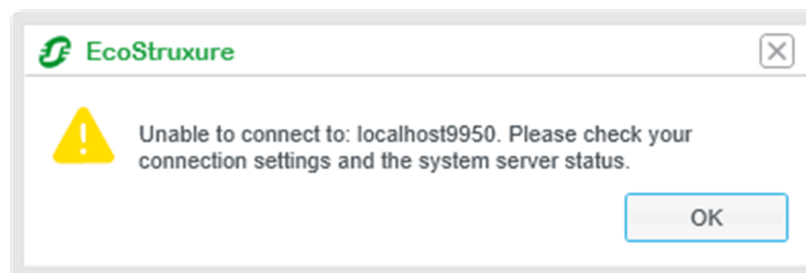 EcoStruxure
Unable to connect to: localhost9950. Please check your
connection settings and the system server status.
OK